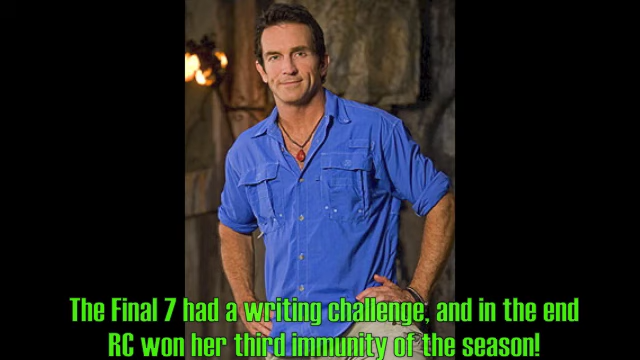 The Final 7 had a writing challenge, and in the end
RC won her third immunity of the season!